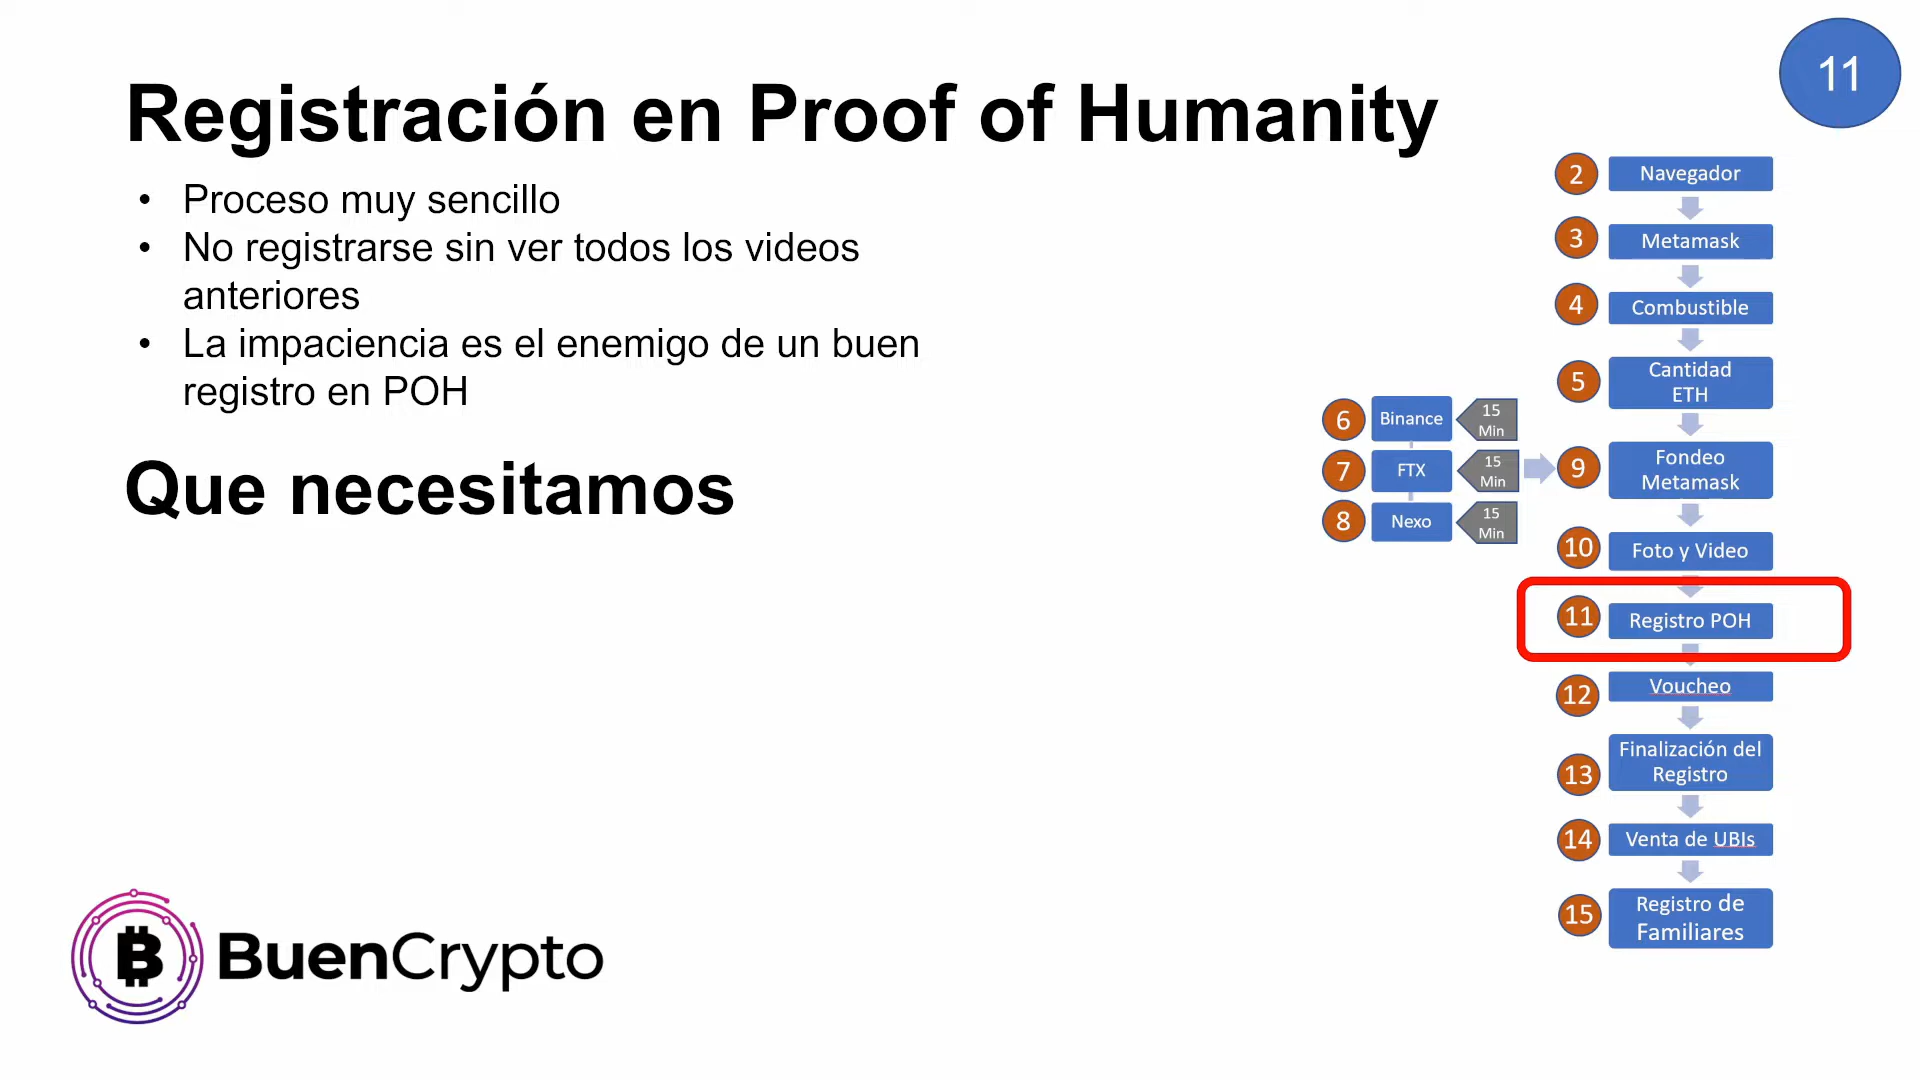 11
Registración en Proof of Humanity
• Proceso muy sencillo
• No registrarse sin ver todos los videos
anteriores
• La impaciencia es el enemigo de un buen
registro en POH
Que necesitamos
2 Navegador
3 Metamask
4 Combustible
5 Cantidad
ETH
6 Binance 15
Min
7 FTX 15
Min
8 Nexo 15
Min
9 Fondeo
Metamask
10 Foto y Video
11 Registro POH
12 Voucheo
13 Finalización del
Registro
14 Venta de UBIs
15 Registro de
Familiares
BuenCrypto